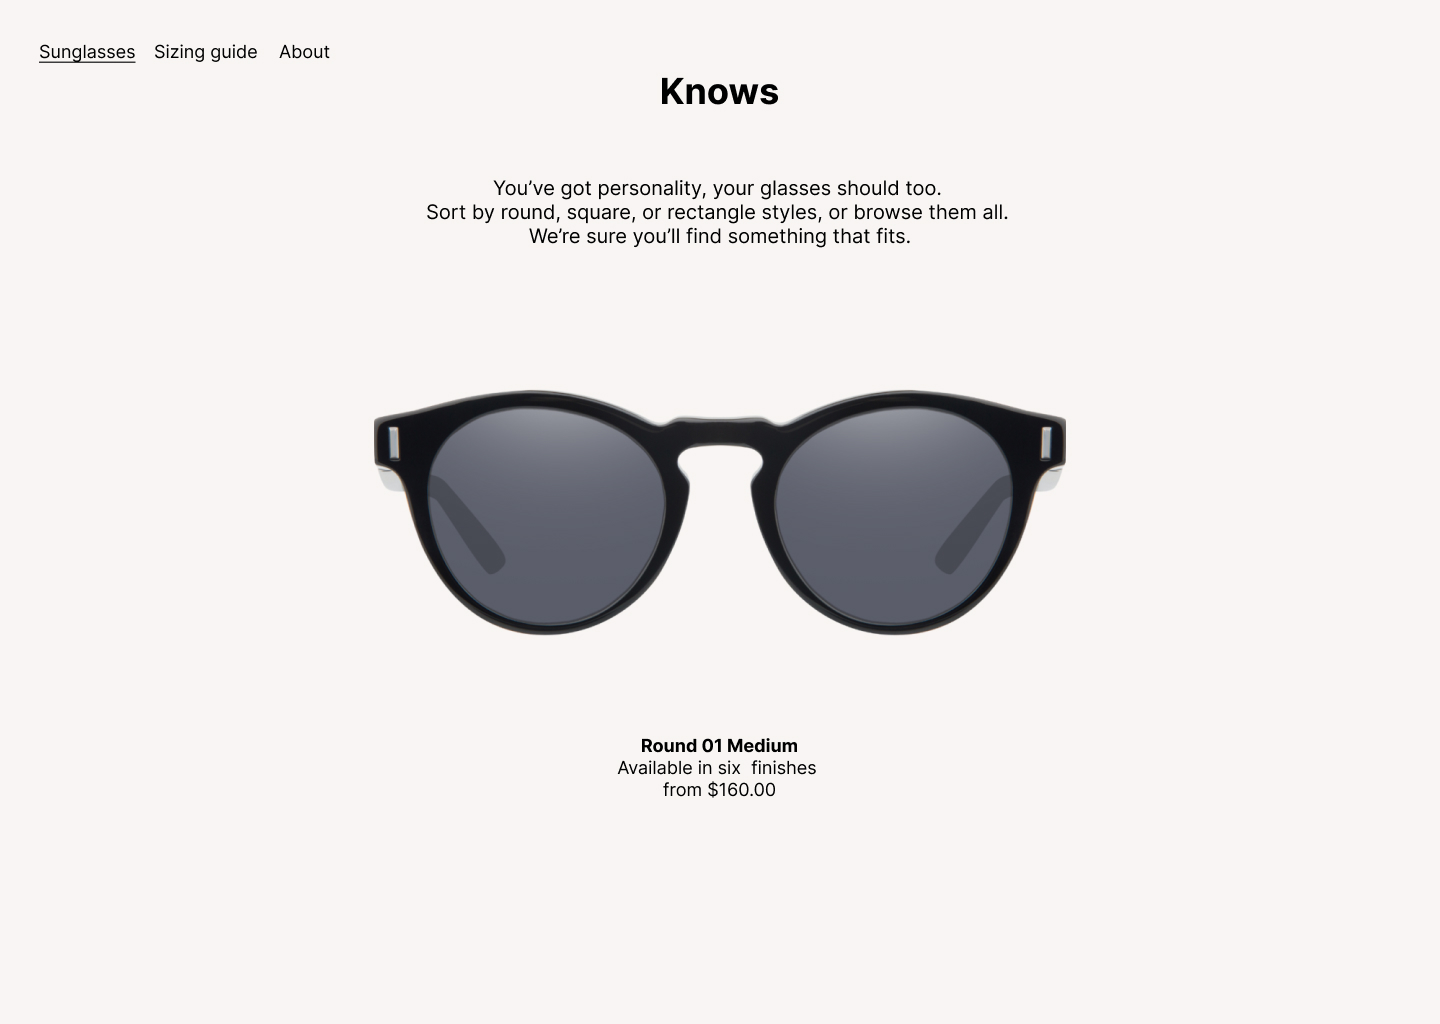 Sunglasses Sizing guide About
Knows
You’ve got personality, your glasses should too.
Sort by round, square, or rectangle styles, or browse them all.
We’re sure you’ll find something that fits.
Round 01 Medium
Available in six  finishes
from $160.00